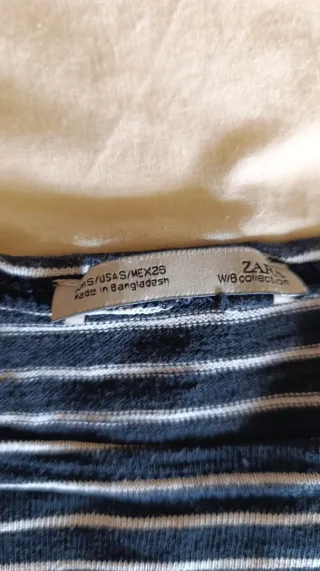 S/USA S/MEX26
Made in Bangladesh
ZARA
W/B collection